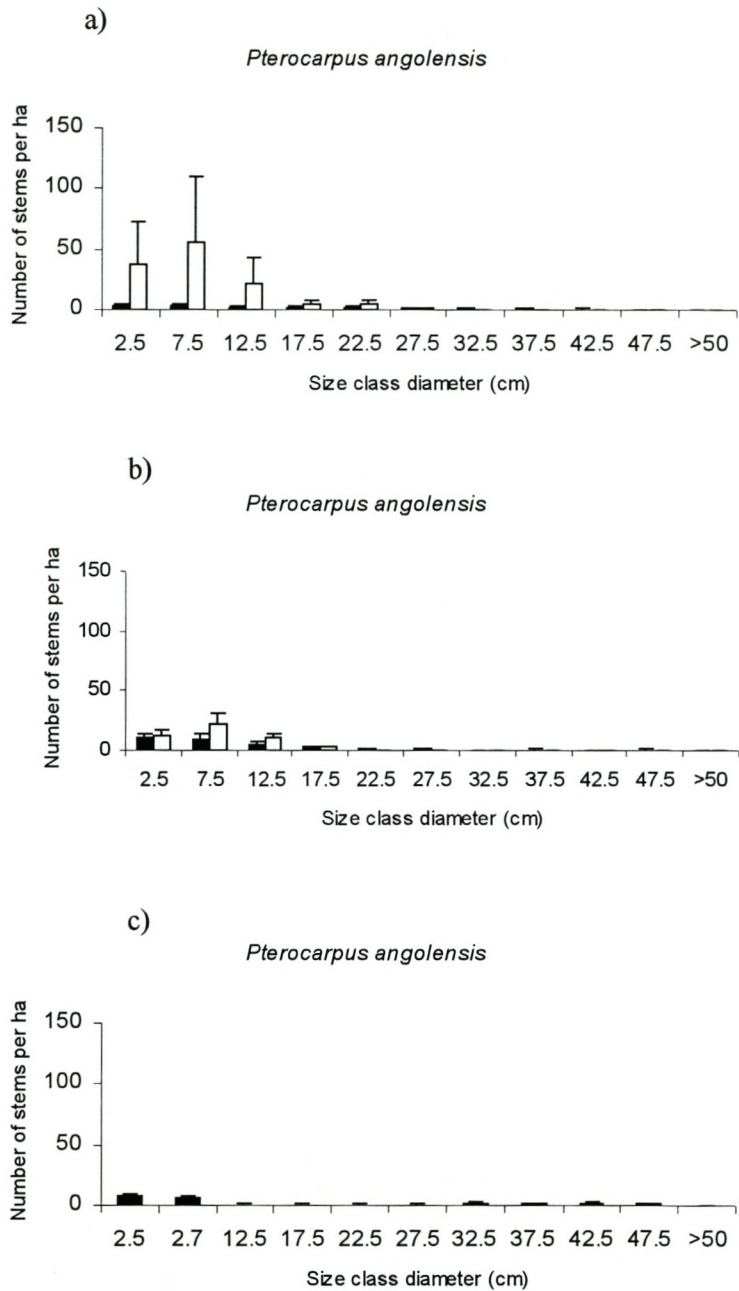 a)
Pterocarpus angolensis
Number of stems per ha
150
100
50
0
2.5 7.5 12.5 17.5 22.5 27.5 32.5 37.5 42.5 47.5 >50
Size class diameter (cm)
b)
Pterocarpus angolensis
Number of stems per ha
150
100
50
0
2.5 7.5 12.5 17.5 22.5 27.5 32.5 37.5 42.5 47.5 >50
Size class diameter (cm)
c)
Pterocarpus angolensis
Number of stems per ha
150
100
50
0
2.5 2.7 12.5 17.5 22.5 27.5 32.5 37.5 42.5 47.5 >50
Size class diameter (cm)